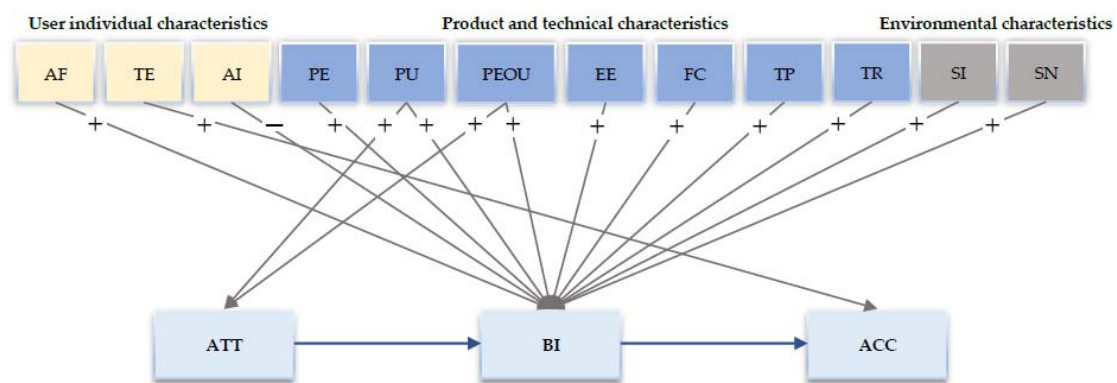 User individual characteristics Product and technical characteristics Environmental characteristics
AF TE AI PE PU PEOU EE FC TP TR SI SN
+ + − + + + + + + + + + + +
ATT BI ACC